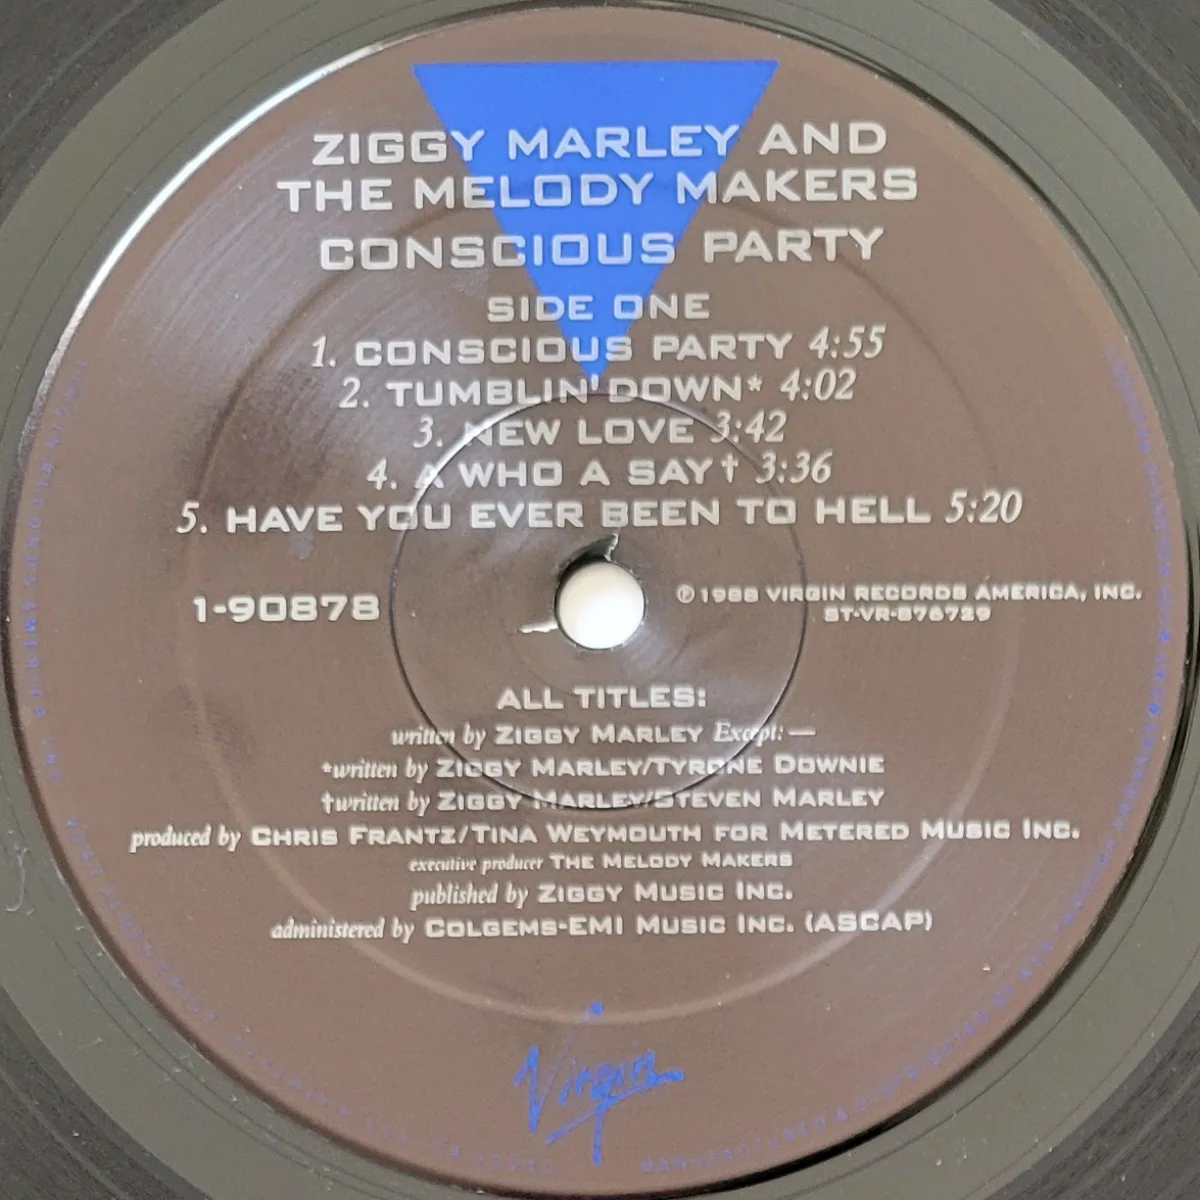 ZIGGY MARLEY AND
THE MELODY MAKERS
CONSCIOUS PARTY
SIDE ONE
1. CONSCIOUS PARTY 4:55
2. TUMBLIN' DOWN* 4:02
3. NEW LOVE 3:42
4. A WHO A SAY† 3:36
5. HAVE YOU EVER BEEN TO HELL 5:20
1-90878
℗1988 VIRGIN RECORDS AMERICA, INC.
ST-VR-876729
ALL TITLES:
written by ZIGGY MARLEY Except:—
*written by ZIGGY MARLEY/TYRONE DOWNIE
†written by ZIGGY MARLEY/STEVEN MARLEY
produced by CHRIS FRANTZ/TINA WEYMOUTH FOR METERED MUSIC INC.
executive producer THE MELODY MAKERS
published by ZIGGY MUSIC INC.
administered by COLGEMS-EMI MUSIC INC. (ASCAP)
Virgin
MANUFACTURED & DISTRIBUTED BY